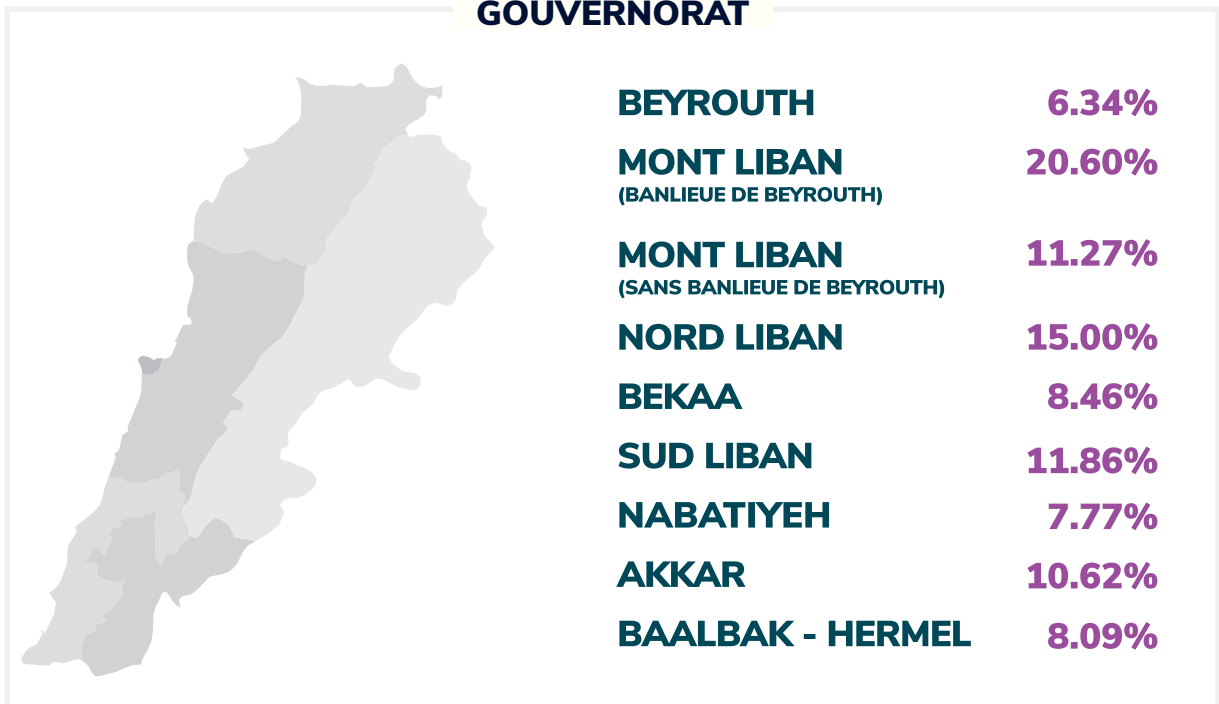 GOUVERNORAT
BEYROUTH 6.34%
MONT LIBAN 20.60%
(BANLIEUE DE BEYROUTH)
MONT LIBAN 11.27%
(SANS BANLIEUE DE BEYROUTH)
NORD LIBAN 15.00%
BEKAA 8.46%
SUD LIBAN 11.86%
NABATIYEH 7.77%
AKKAR 10.62%
BAALBAK - HERMEL 8.09%